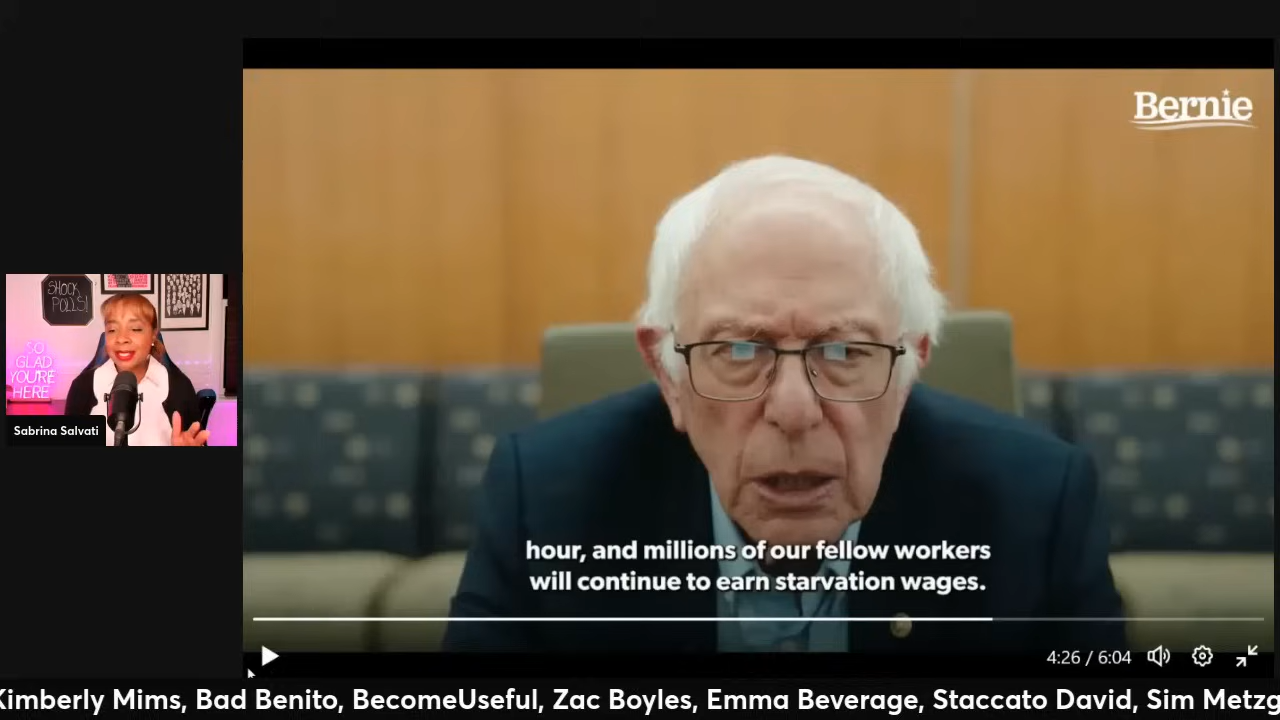 Bernie
SHOCK
POLLS!
SO
GLAD
YOU'RE
HERE
Sabrina Salvati
hour, and millions of our fellow workers
will continue to earn starvation wages.
4:26 / 6:04
Kimberly Mims, Bad Benito, BecomeUseful, Zac Boyles, Emma Beverage, Staccato David, Sim Metzg